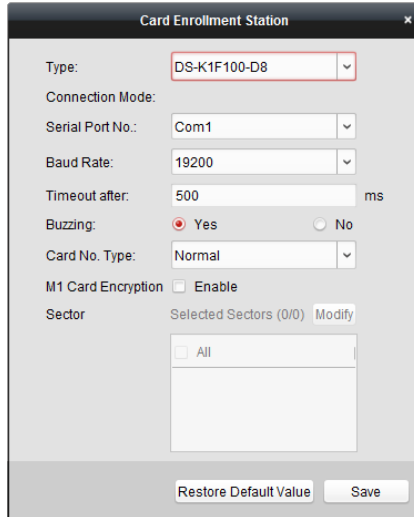 Card Enrollment Station ×
Type: DS-K1F100-D8
Connection Mode:
Serial Port No.: Com1
Baud Rate: 19200
Timeout after: 500 ms
Buzzing: Yes No
Card No. Type: Normal
M1 Card Encryption Enable
Sector Selected Sectors (0/0) Modify
All
Restore Default Value Save